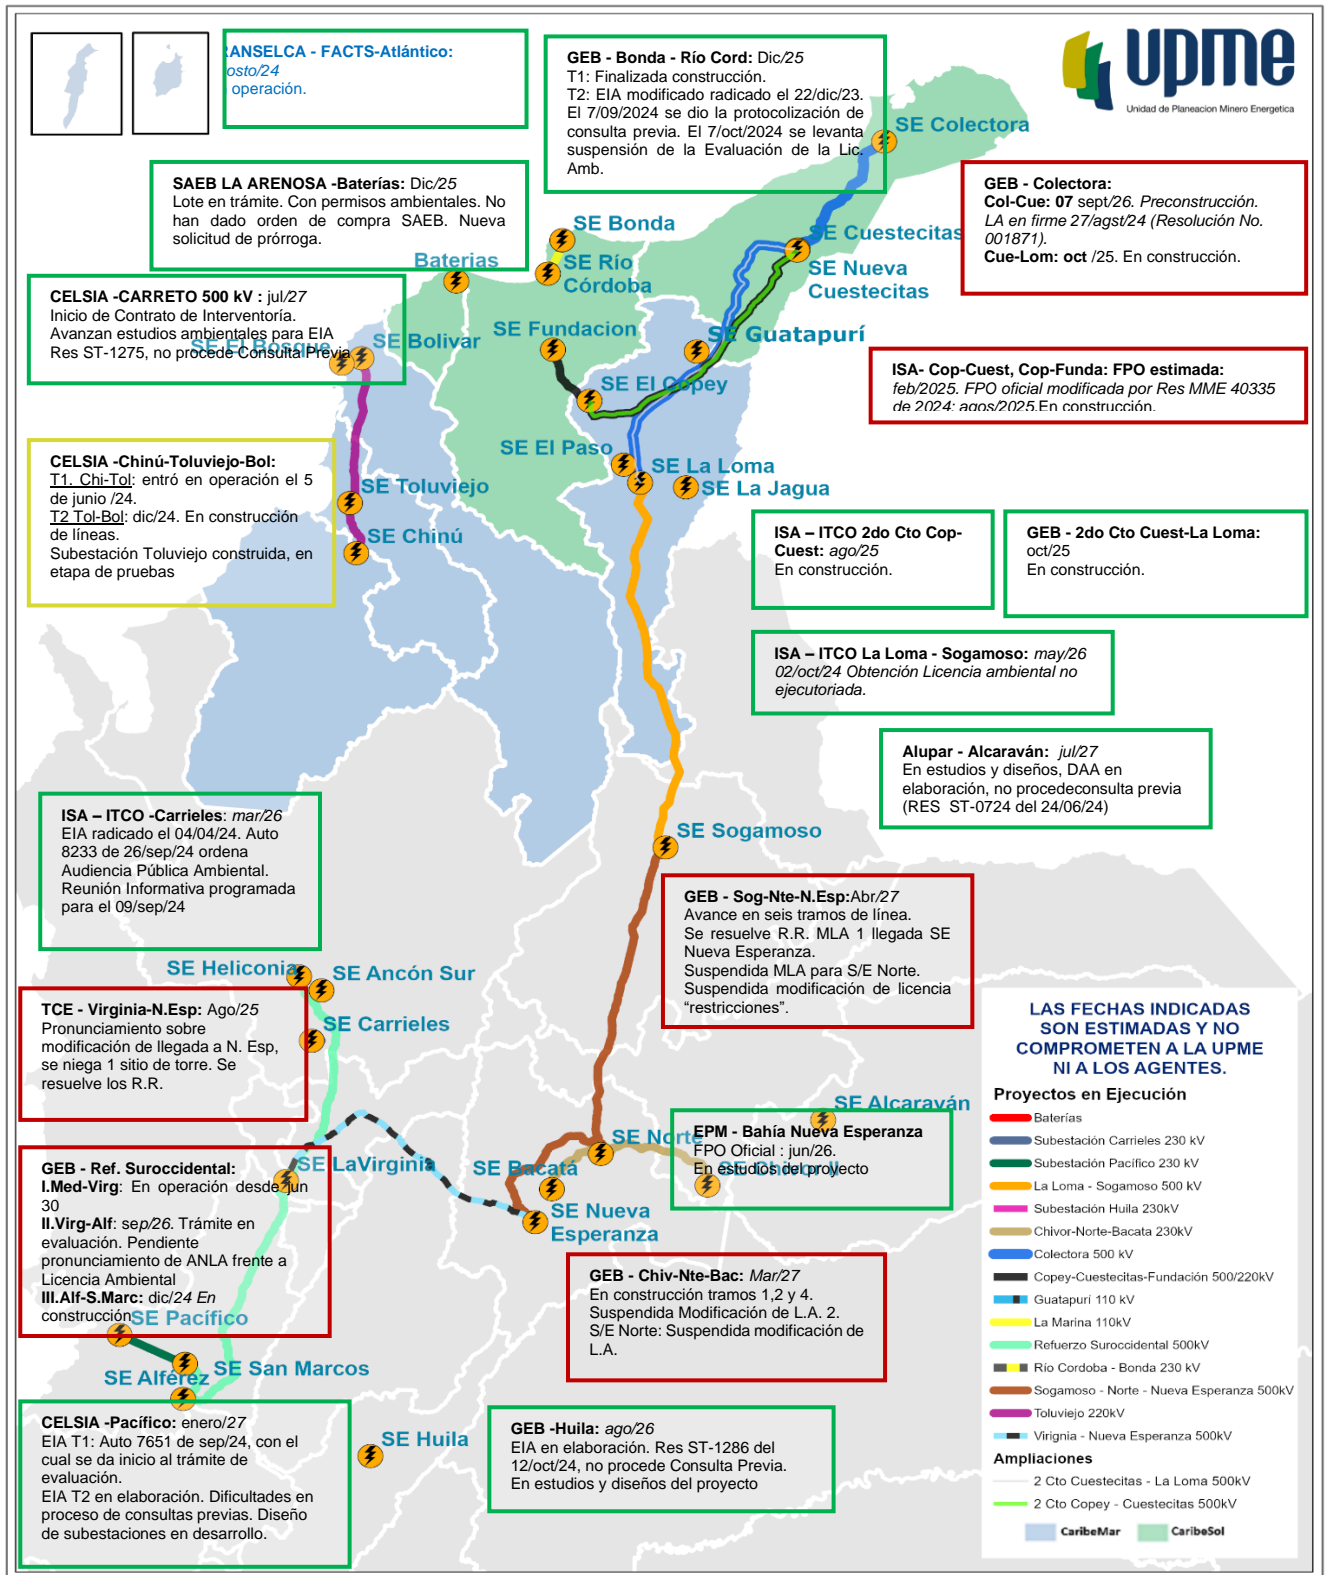 RANSELCA - FACTS-Atlántico:
osto/24
operación.
GEB - Bonda - Río Cord: Dic/25
T1: Finalizada construcción.
T2: EIA modificado radicado el 22/dic/23.
El 7/09/2024 se dio la protocolización de
consulta previa. El 7/oct/2024 se levanta
suspensión de la Evaluación de la Lic.
Amb.
upme
Unidad de Planeacion Minero Energetica
SE Colectora
SAEB LA ARENOSA -Baterías: Dic/25
Lote en trámite. Con permisos ambientales. No
han dado orden de compra SAEB. Nueva
solicitud de prórroga.
GEB - Colectora:
Col-Cue: 07 sept/26. Preconstrucción.
LA en firme 27/agst/24 (Resolución No.
001871).
Cue-Lom: oct /25. En construcción.
SE Bonda
SE Cuestecitas
Baterias
SE Río
Córdoba
SE Nueva
Cuestecitas
CELSIA -CARRETO 500 kV : jul/27
Inicio de Contrato de Interventoría.
Avanzan estudios ambientales para EIA
Res ST-1275, no procede Consulta Previa
SE El Bosque
SE Bolivar
SE Fundacion
SE Guatapurí
ISA- Cop-Cuest, Cop-Funda: FPO estimada:
feb/2025. FPO oficial modificada por Res MME 40335
de 2024: agos/2025.En construcción.
SE El Copey
CELSIA -Chinú-Toluviejo-Bol:
T1. Chi-Tol: entró en operación el 5
de junio /24.
T2 Tol-Bol: dic/24. En construcción
de líneas.
Subestación Toluviejo construida, en
etapa de pruebas
SE El Paso
SE La Loma
SE La Jagua
SE Toluviejo
SE Chinú
ISA – ITCO 2do Cto Cop-
Cuest: ago/25
En construcción.
GEB - 2do Cto Cuest-La Loma:
oct/25
En construcción.
ISA – ITCO La Loma - Sogamoso: may/26
02/oct/24 Obtención Licencia ambiental no
ejecutoriada.
Alupar - Alcaraván: jul/27
En estudios y diseños, DAA en
elaboración, no procedeconsulta previa
(RES ST-0724 del 24/06/24)
ISA – ITCO -Carrieles: mar/26
EIA radicado el 04/04/24. Auto
8233 de 26/sep/24 ordena
Audiencia Pública Ambiental.
Reunión Informativa programada
para el 09/sep/24
SE Sogamoso
GEB - Sog-Nte-N.Esp:Abr/27
Avance en seis tramos de línea.
Se resuelve R.R. MLA 1 llegada SE
Nueva Esperanza.
Suspendida MLA para S/E Norte.
Suspendida modificación de licencia
“restricciones”.
SE Heliconia
SE Ancón Sur
SE Carrieles
TCE - Virginia-N.Esp: Ago/25
Pronunciamiento sobre
modificación de llegada a N. Esp,
se niega 1 sitio de torre. Se
resuelve los R.R.
SE Alcaraván
EPM - Bahía Nueva Esperanza
FPO Oficial : jun/26.
En estudios del proyecto
SE Norte
SE Chivor II
SE Bacatá
SE Nueva
Esperanza
SE LaVirginia
GEB - Ref. Suroccidental:
I.Med-Virg: En operación desde jun
30
II.Virg-Alf: sep/26. Trámite en
evaluación. Pendiente
pronunciamiento de ANLA frente a
Licencia Ambiental
III.Alf-S.Marc: dic/24 En
construcción
SE Pacífico
SE San Marcos
SE Alférez
GEB - Chiv-Nte-Bac: Mar/27
En construcción tramos 1,2 y 4.
Suspendida Modificación de L.A. 2.
S/E Norte: Suspendida modificación de
L.A.
CELSIA -Pacífico: enero/27
EIA T1: Auto 7651 de sep/24, con el
cual se da inicio al trámite de
evaluación.
EIA T2 en elaboración. Dificultades en
proceso de consultas previas. Diseño
de subestaciones en desarrollo.
SE Huila
GEB -Huila: ago/26
EIA en elaboración. Res ST-1286 del
12/oct/24, no procede Consulta Previa.
En estudios y diseños del proyecto
LAS FECHAS INDICADAS
SON ESTIMADAS Y NO
COMPROMETEN A LA UPME
NI A LOS AGENTES.
Proyectos en Ejecución
Baterías
Subestación Carrieles 230 kV
Subestación Pacífico 230 kV
La Loma - Sogamoso 500 kV
Subestación Huila 230kV
Chivor-Norte-Bacata 230kV
Colectora 500 kV
Copey-Cuestecitas-Fundación 500/220kV
Guatapurí 110 kV
La Marina 110kV
Refuerzo Suroccidental 500kV
Río Cordoba - Bonda 230 kV
Sogamoso - Norte - Nueva Esperanza 500kV
Toluviejo 220kV
Virignia - Nueva Esperanza 500kV
Ampliaciones
2 Cto Cuestecitas - La Loma 500kV
2 Cto Copey - Cuestecitas 500kV
CaribeMar
CaribeSol